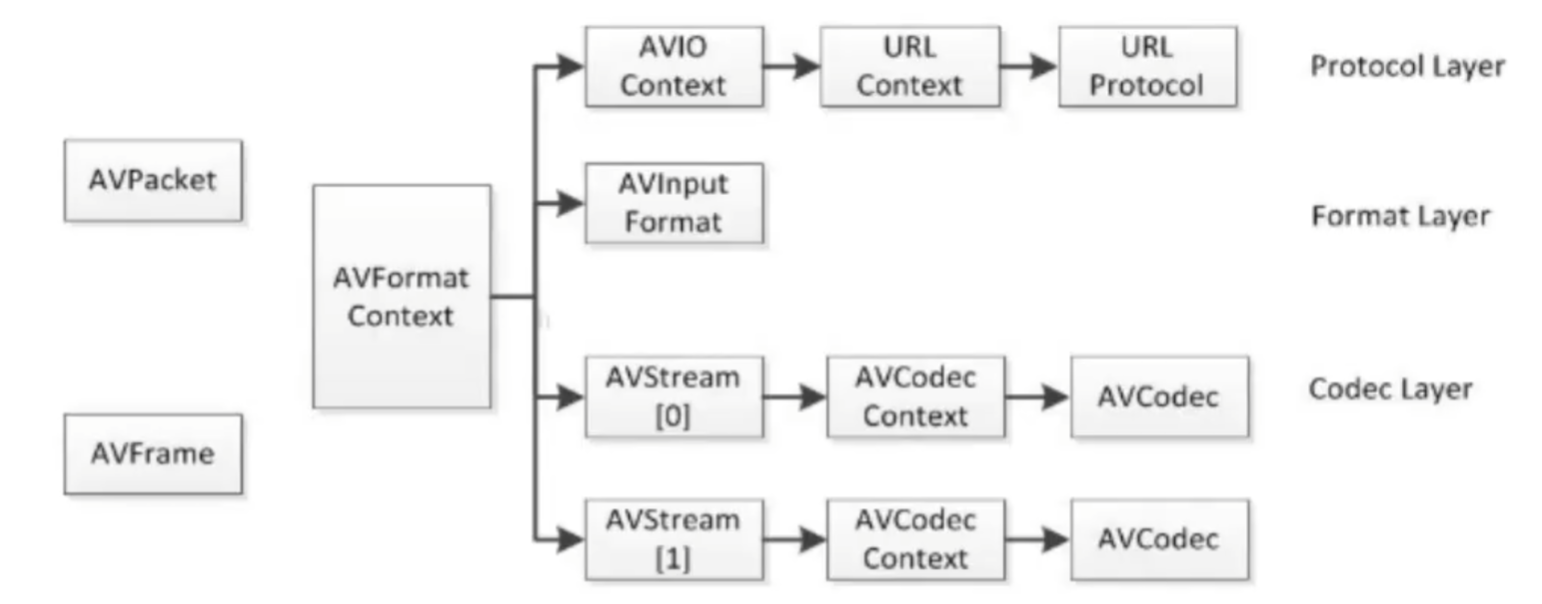 AVIO
Context
URL
Context
URL
Protocol
Protocol Layer
AVPacket
AVInput
Format
Format Layer
AVFormat
Context
AVStream
[0]
AVCodec
Context
AVCodec
Codec Layer
AVFrame
AVStream
[1]
AVCodec
Context
AVCodec